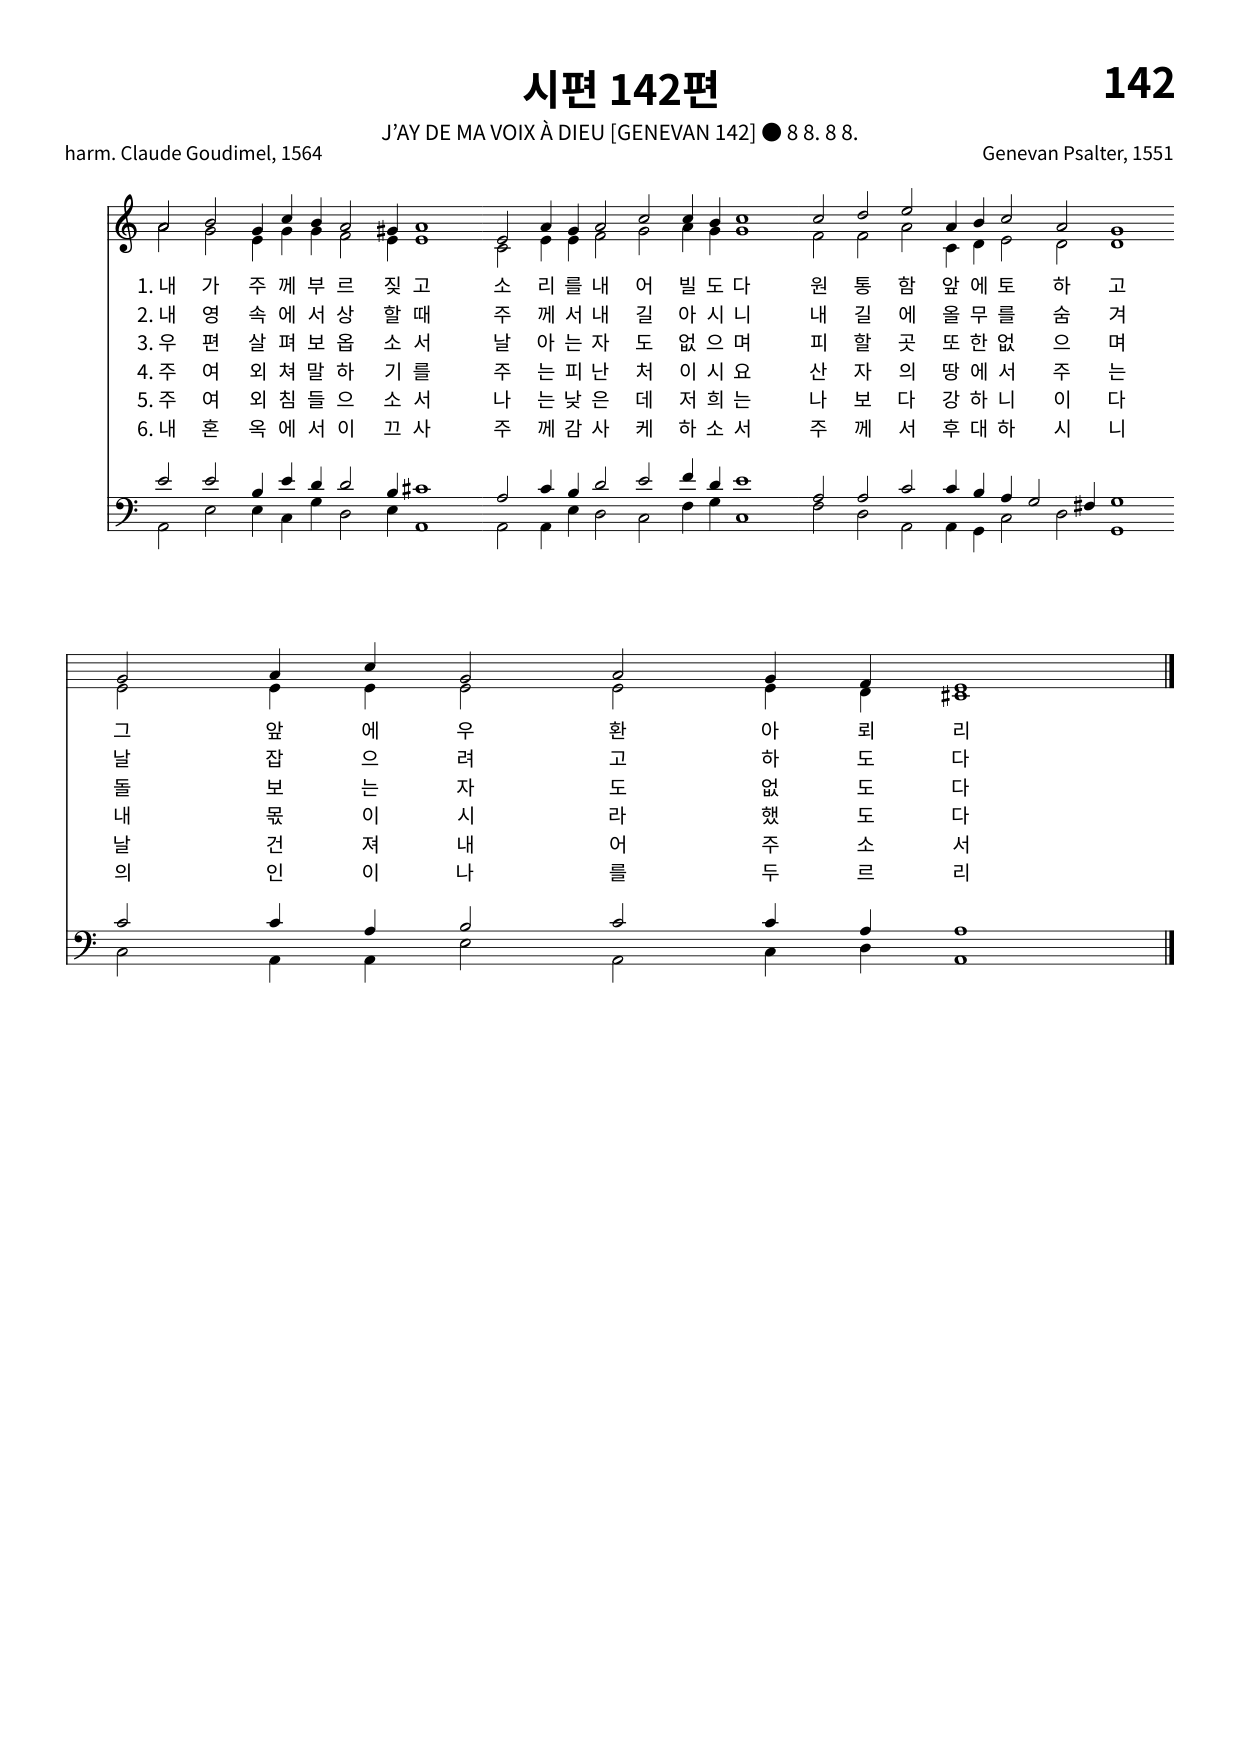 시편 142편
142
J’AY DE MA VOIX À DIEU [GENEVAN 142] ● 8 8. 8 8.
harm. Claude Goudimel, 1564
Genevan Psalter, 1551
1. 내 가 주 께 부 르 짖 고 소 리 를 내 어 빌 도 다 원 통 함 앞 에 토 하 고
2. 내 영 속 에 서 상 할 때 주 께 서 내 길 아 시 니 내 길 에 올 무 를 숨 겨
3. 우 편 살 펴 보 옵 소 서 날 아 는 자 도 없 으 며 피 할 곳 또 한 없 으 며
4. 주 여 외 쳐 말 하 기 를 주 는 피 난 처 이 시 요 산 자 의 땅 에 서 주 는
5. 주 여 외 침 들 으 소 서 나 는 낮 은 데 저 희 는 나 보 다 강 하 니 이 다
6. 내 혼 옥 에 서 이 끄 사 주 께 감 사 케 하 소 서 주 께 서 후 대 하 시 니
그 앞 에 우 환 아 뢰 리
날 잡 으 려 고 하 도 다
돌 보 는 자 도 없 도 다
내 몫 이 시 라 했 도 다
날 건 져 내 어 주 소 서
의 인 이 나 를 두 르 리